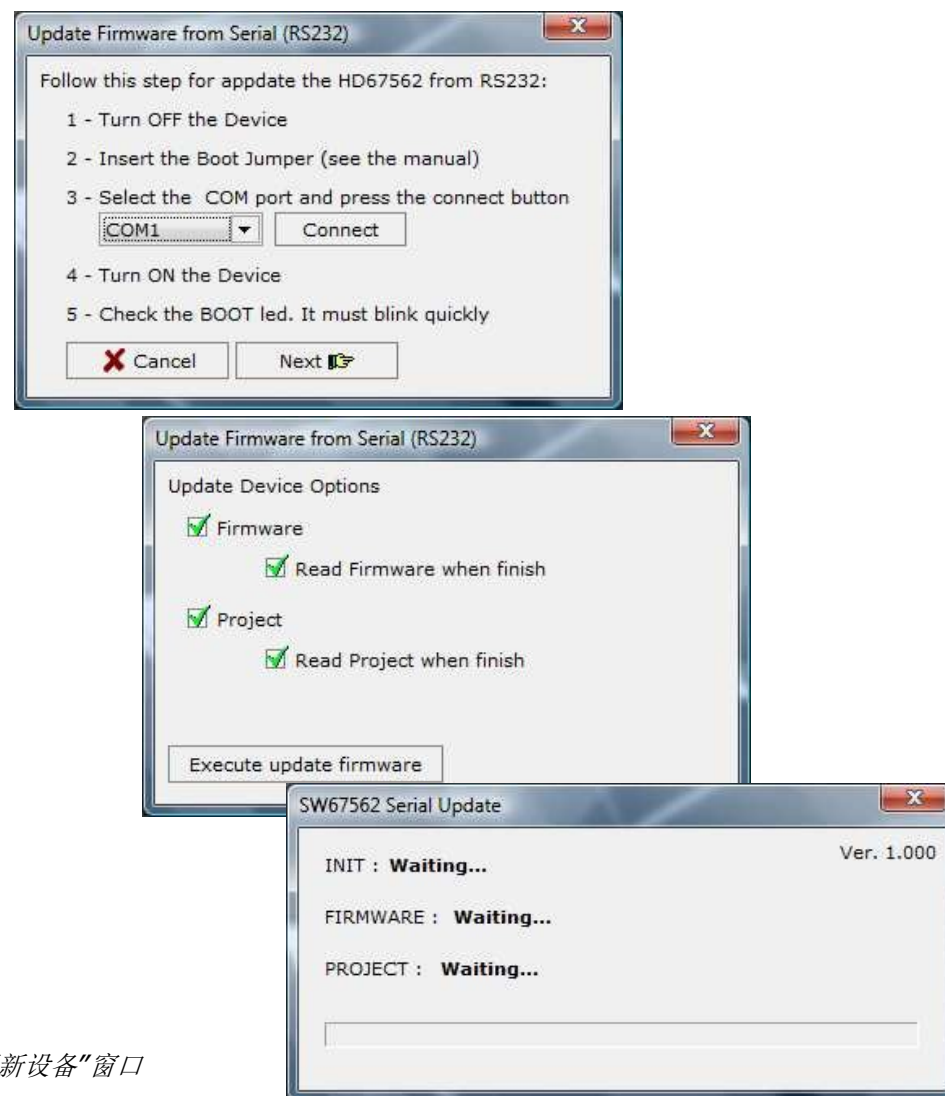 Update Firmware from Serial (RS232)
Follow this step for appdate the HD67562 from RS232:
1 - Turn OFF the Device
2 - Insert the Boot Jumper (see the manual)
3 - Select the COM port and press the connect button
COM1 Connect
4 - Turn ON the Device
5 - Check the BOOT led. It must blink quickly
Cancel Next
Update Firmware from Serial (RS232)
Update Device Options
Firmware
Read Firmware when finish
Project
Read Project when finish
Execute update firmware
SW67562 Serial Update
Ver. 1.000
INIT : Waiting...
FIRMWARE : Waiting...
PROJECT : Waiting...
新设备"窗口